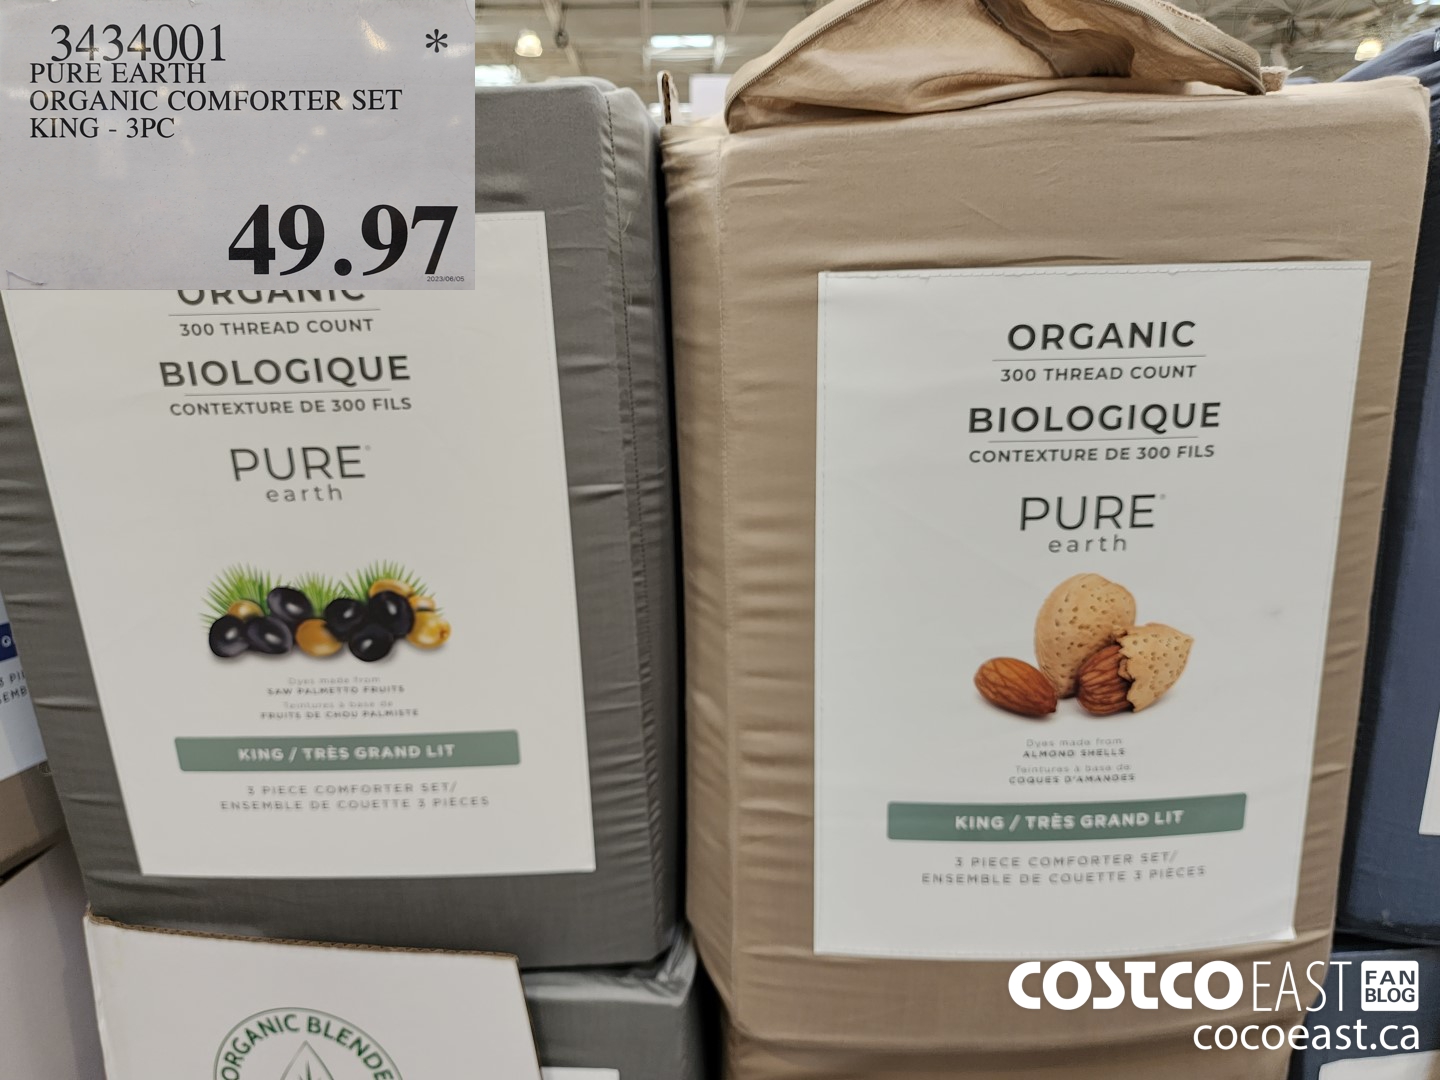 3434001 *
PURE EARTH
ORGANIC COMFORTER SET
KING - 3PC
49.97
2023/06/05
ORGANIC
300 THREAD COUNT
BIOLOGIQUE
CONTEXTURE DE 300 FILS
PURE
earth
Dyes made from
SAW PALMETTO FRUITS
Teintures à base de
FRUITS DE CHOU PALMISTE
KING / TRÈS GRAND LIT
3 PIECE COMFORTER SET/
ENSEMBLE DE COUETTE 3 PIECES
ORGANIC
300 THREAD COUNT
BIOLOGIQUE
CONTEXTURE DE 300 FILS
PURE
earth
Dyes made from
ALMOND SHELLS
Teintures à base de
COQUES D'AMANDES
KING / TRÈS GRAND LIT
3 PIECE COMFORTER SET/
ENSEMBLE DE COUETTE 3 PIECES
ORGANIC BLENDE
COSTCO EAST FAN BLOG
cocoeast.ca